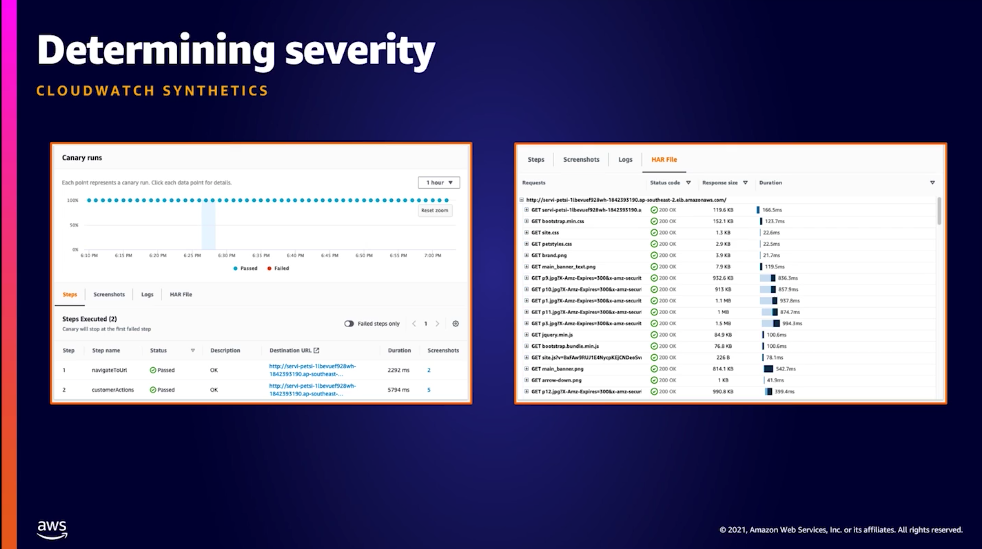 Determining severity
CLOUDWATCH SYNTHETICS
Canary runs
Each point represents a canary run. Click each data point for details.
1 hour
100%
50%
0%
Reset zoom
6:10 PM 6:15 PM 6:20 PM 6:25 PM 6:30 PM 6:35 PM 6:40 PM 6:45 PM 6:50 PM 6:55 PM 7:00 PM
Passed Failed
Steps Screenshots Logs HAR File
Steps Executed (2)
Canary will stop at the first failed step
Failed steps only 1
Step Step name Status Description Destination URL Duration Screenshots
1 navigateToUrl Passed OK http://servi-petsi-1ibevuef928wh-1842393190.ap-southeast-... 2292 ms 2
2 customerActions Passed OK http://servi-petsi-1ibevuef928wh-1842393190.ap-southeast-... 5794 ms 5
Steps Screenshots Logs HAR File
Requests Status code Response size Duration
http://servi-petsi-1ibevuef928wh-1842393190.ap-southeast-2.elb.amazonaws.com/
GET servi-petsi-1ibevuef928wh-1842393190.a 200 OK 119.6 KB 166.5ms
GET bootstrap.min.css 200 OK 152.1 KB 123.7ms
GET site.css 200 OK 1.3 KB 22.6ms
GET petstyles.css 200 OK 2.9 KB 22.5ms
GET brand.png 200 OK 3.9 KB 21.7ms
GET main_banner_text.png 200 OK 7.9 KB 119.5ms
GET p9.jpg?X-Amz-Expires=300&x-amz-securit 200 OK 932.6 KB 836.3ms
GET p10.jpg?X-Amz-Expires=300&x-amz-secur 200 OK 913 KB 857.9ms
GET p1.jpg?X-Amz-Expires=300&x-amz-securit 200 OK 1.1 MB 937.8ms
GET p11.jpg?X-Amz-Expires=300&x-amz-secur 200 OK 1 MB 874.7ms
GET p3.jpg?X-Amz-Expires=300&x-amz-securit 200 OK 1.6 MB 984.3ms
GET jquery.min.js 200 OK 84.9 KB 100.6ms
GET bootstrap.bundle.min.js 200 OK 76.8 KB 108.6ms
GET 200 OK 226 B 78.1ms
GET main_banner.png 200 OK 814.1 KB 542.7ms
GET arrow-down.png 200 OK 1 KB 41.9ms
GET p12.jpg?X-Amz-Expires=300&x-amz-secur 200 OK 990.8 KB 399.4ms
aws
© 2021, Amazon Web Services, Inc. or its affiliates. All rights reserved.